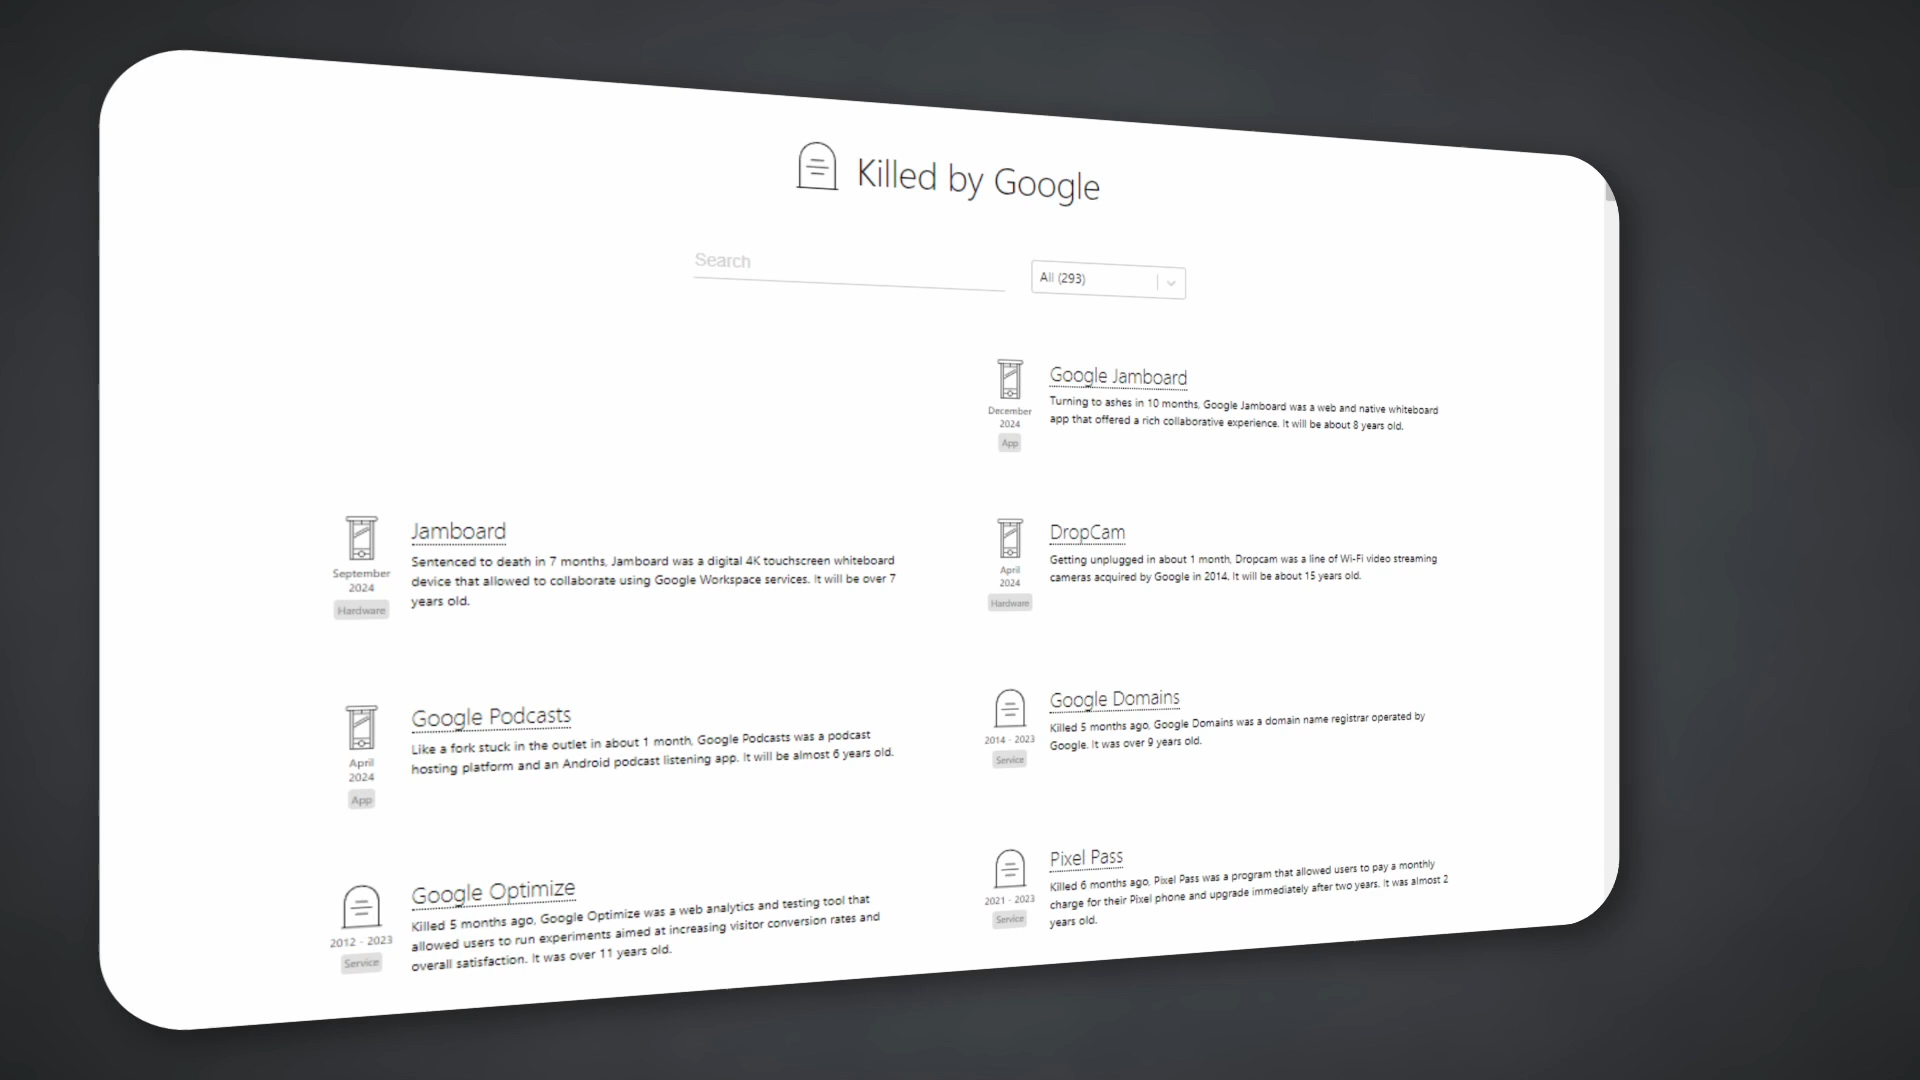 Killed by Google
Search
All (293)
Google Jamboard
Turning to ashes in 10 months, Google Jamboard was a web and native whiteboard
app that offered a rich collaborative experience. It will be about 8 years old.
December
2024
App
Jamboard
Sentenced to death in 7 months, Jamboard was a digital 4K touchscreen whiteboard
device that allowed to collaborate using Google Workspace services. It will be over 7
years old.
September
2024
Hardware
DropCam
Getting unplugged in about 1 month, Dropcam was a line of Wi-Fi video streaming
cameras acquired by Google in 2014. It will be about 15 years old.
April
2024
Hardware
Google Podcasts
Like a fork stuck in the outlet in about 1 month, Google Podcasts was a podcast
hosting platform and an Android podcast listening app. It will be almost 6 years old.
April
2024
App
Google Domains
Killed 5 months ago, Google Domains was a domain name registrar operated by
Google. It was over 9 years old.
2014 - 2023
Service
Google Optimize
Killed 5 months ago, Google Optimize was a web analytics and testing tool that
allowed users to run experiments aimed at increasing visitor conversion rates and
overall satisfaction. It was over 11 years old.
2012 - 2023
Service
Pixel Pass
Killed 6 months ago, Pixel Pass was a program that allowed users to pay a monthly
charge for their Pixel phone and upgrade immediately after two years. It was almost 2
years old.
2021 - 2023
Service